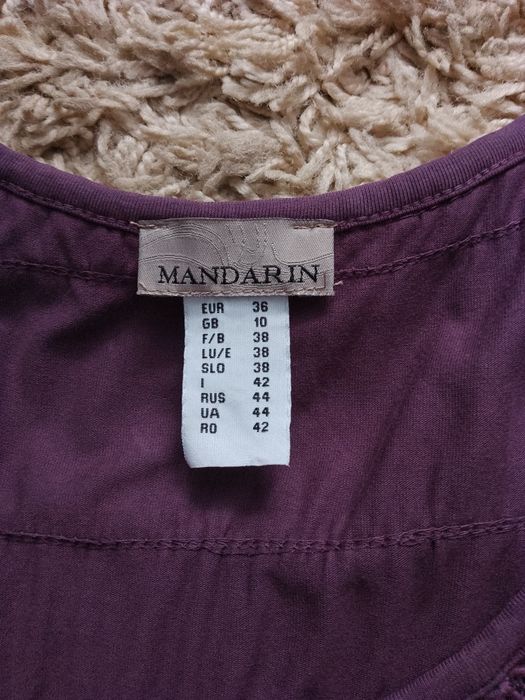 MANDARIN
EUR 36
GB 10
F/B 38
LU/E 38
SLO 38
I 42
RUS 44
UA 44
RO 42